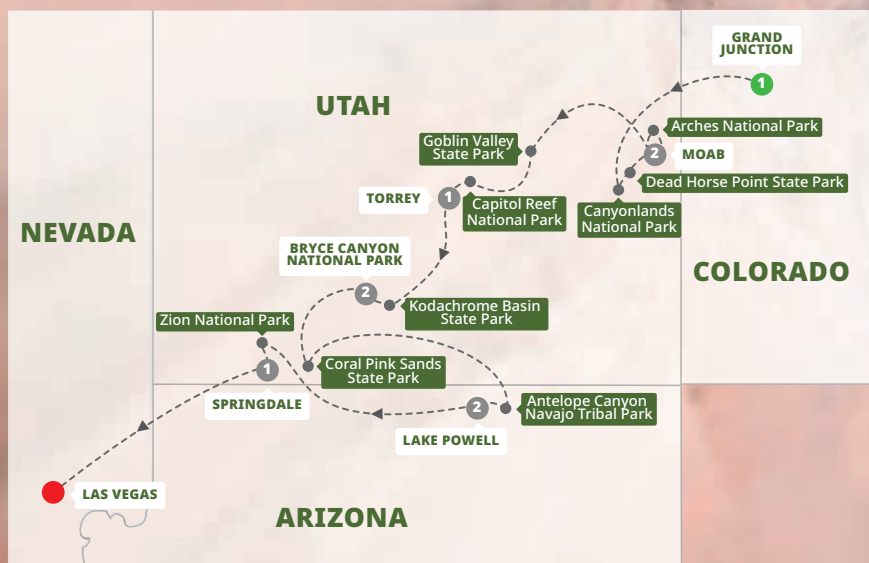 GRAND
JUNCTION
1
UTAH
Arches National Park
Goblin Valley
State Park
2
MOAB
Dead Horse Point State Park
TORREY
1
Capitol Reef
National Park
Canyonlands
National Park
NEVADA
BRYCE CANYON
NATIONAL PARK
COLORADO
2
Kodachrome Basin
State Park
Zion National Park
1
Coral Pink Sands
State Park
SPRINGDALE
2
Antelope Canyon
Navajo Tribal Park
LAKE POWELL
LAS VEGAS
ARIZONA